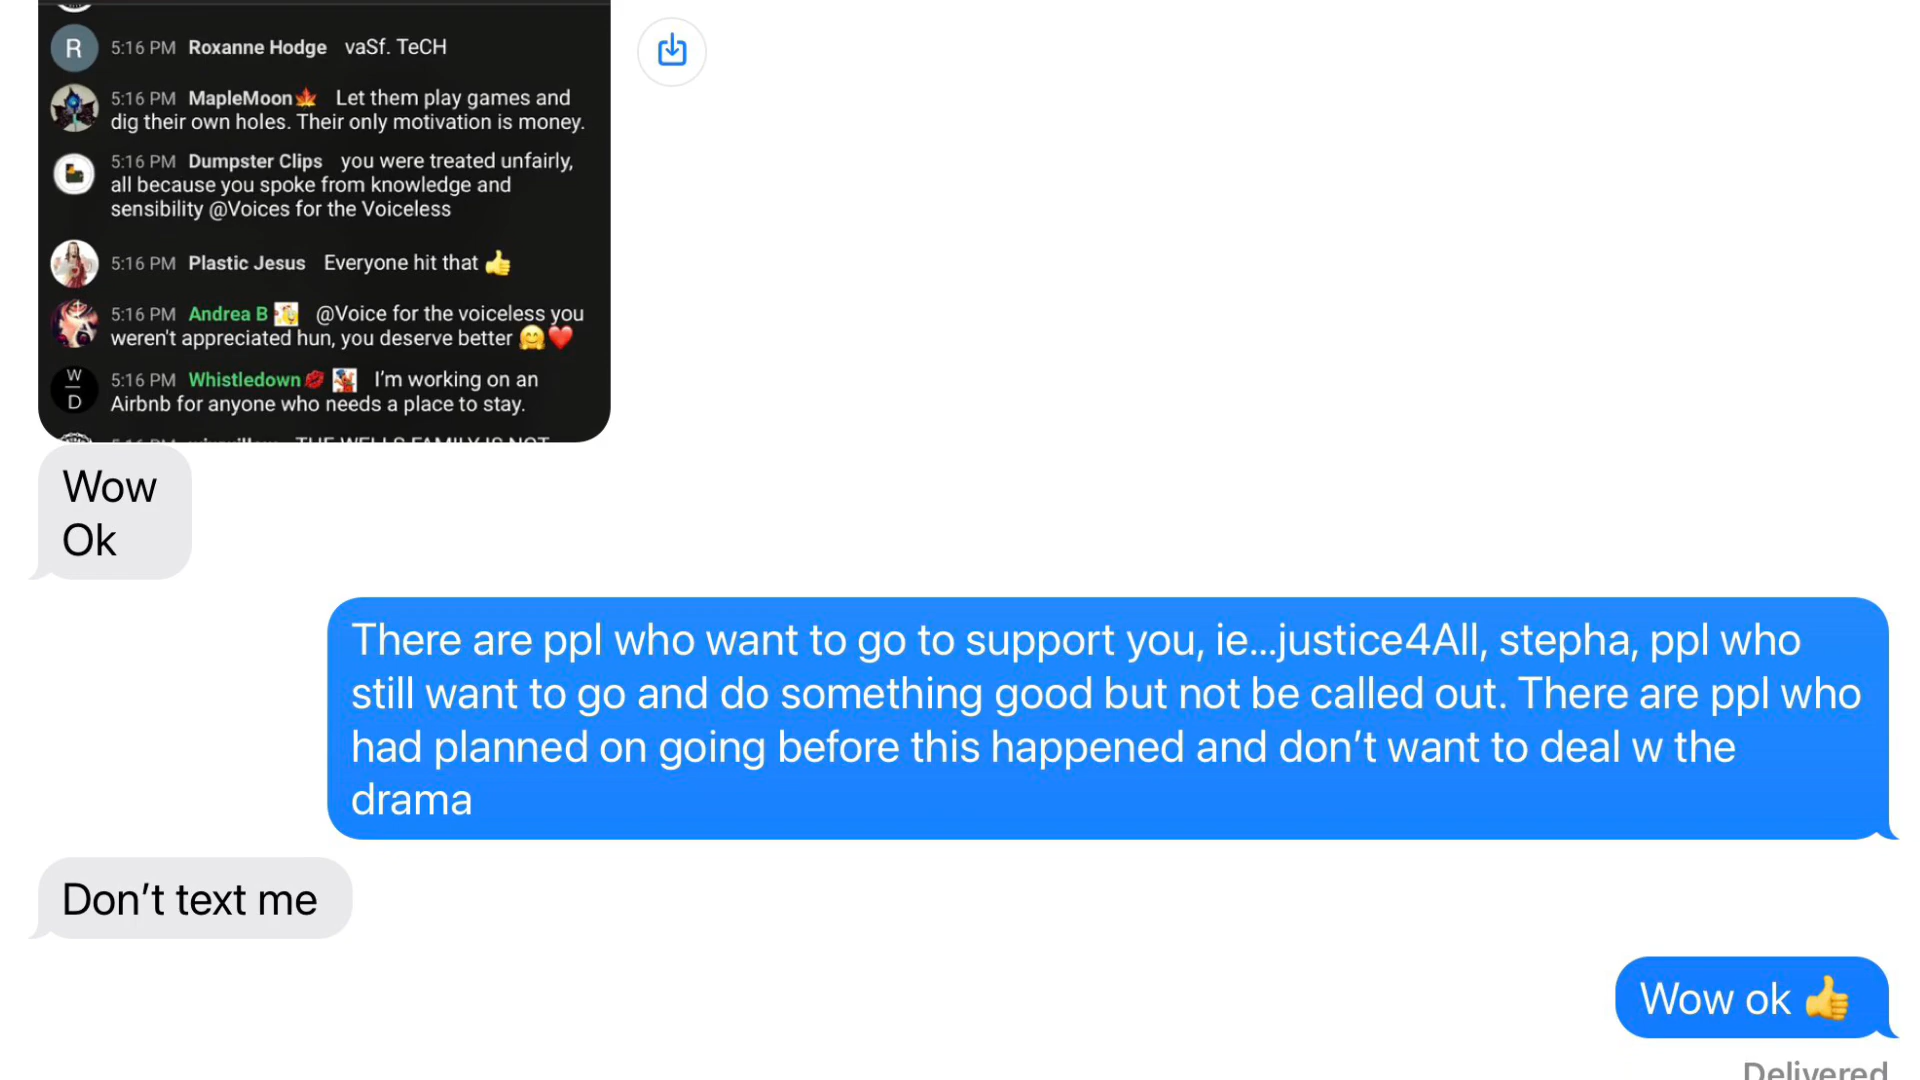 R 5:16 PM Roxanne Hodge vaSf. TeCH
5:16 PM MapleMoon🍁 Let them play games and
dig their own holes. Their only motivation is money.
5:16 PM Dumpster Clips you were treated unfairly,
all because you spoke from knowledge and
sensibility @Voices for the Voiceless
5:16 PM Plastic Jesus Everyone hit that 👍
5:16 PM Andrea B @Voice for the voiceless you
weren't appreciated hun, you deserve better 🤗❤️
W
D
5:16 PM Whistledown💋 I’m working on an
Airbnb for anyone who needs a place to stay.
THE WELLS FAMILY IS NOT
Wow
Ok
There are ppl who want to go to support you, ie...justice4All, stepha, ppl who
still want to go and do something good but not be called out. There are ppl who
had planned on going before this happened and don’t want to deal w the
drama
Don’t text me
Wow ok 👍
Delivered